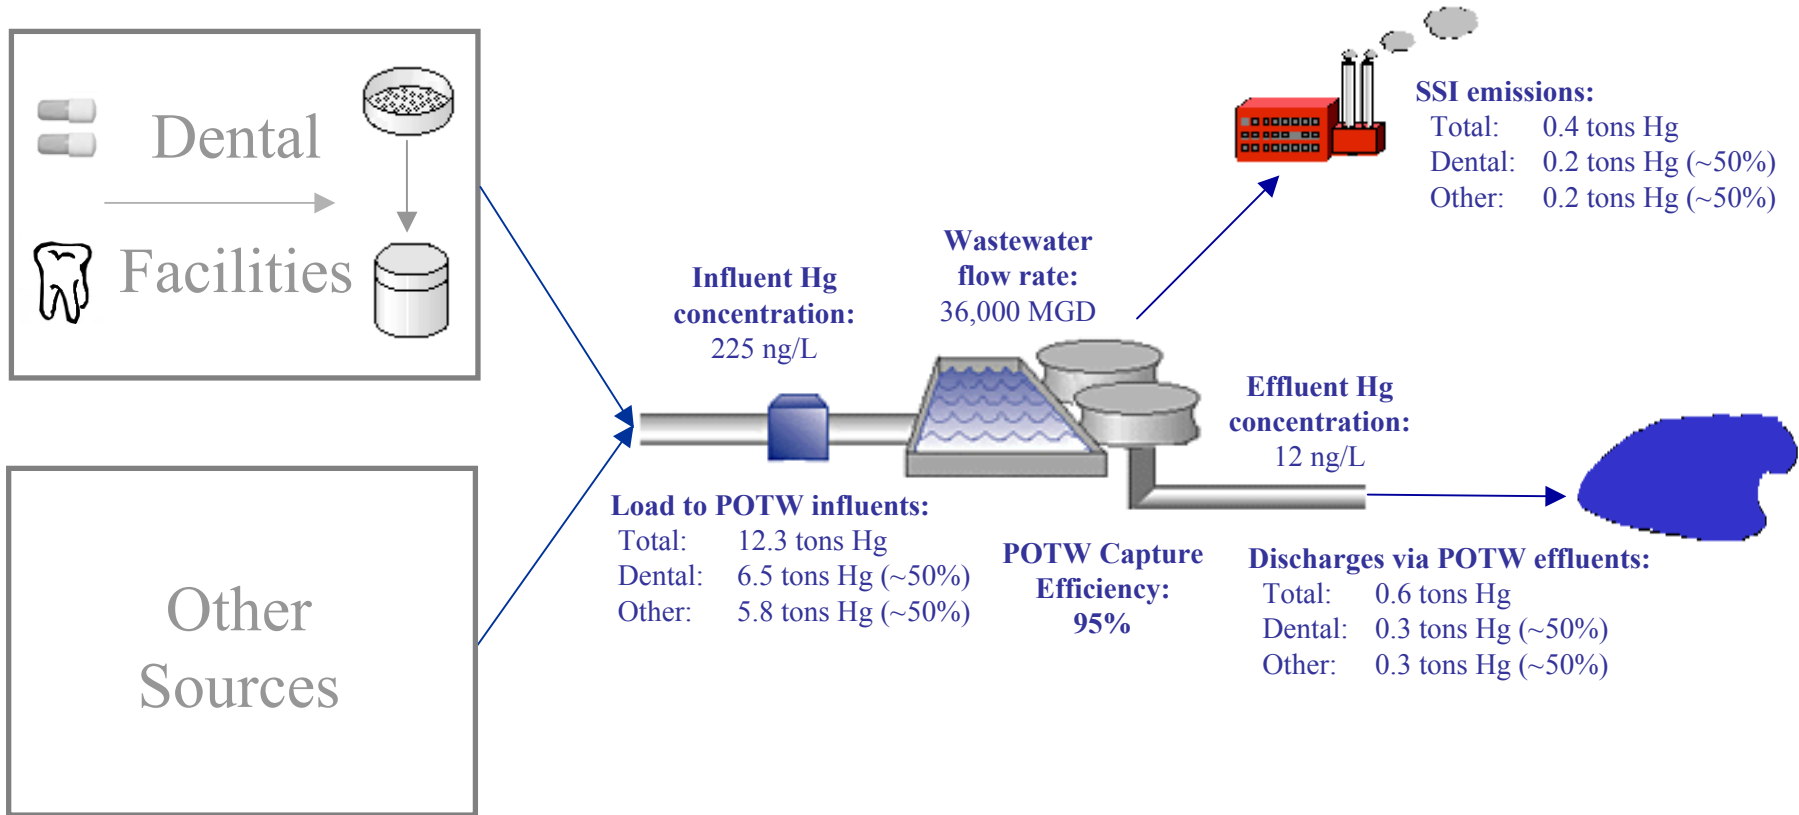 Dental
Facilities
Other
Sources
Influent Hg
concentration:
225 ng/L
Load to POTW influents:
Total: 12.3 tons Hg
Dental: 6.5 tons Hg (~50%)
Other: 5.8 tons Hg (~50%)
Wastewater
flow rate:
36,000 MGD
POTW Capture
Efficiency:
95%
SSI emissions:
Total: 0.4 tons Hg
Dental: 0.2 tons Hg (~50%)
Other: 0.2 tons Hg (~50%)
Effluent Hg
concentration:
12 ng/L
Discharges via POTW effluents:
Total: 0.6 tons Hg
Dental: 0.3 tons Hg (~50%)
Other: 0.3 tons Hg (~50%)